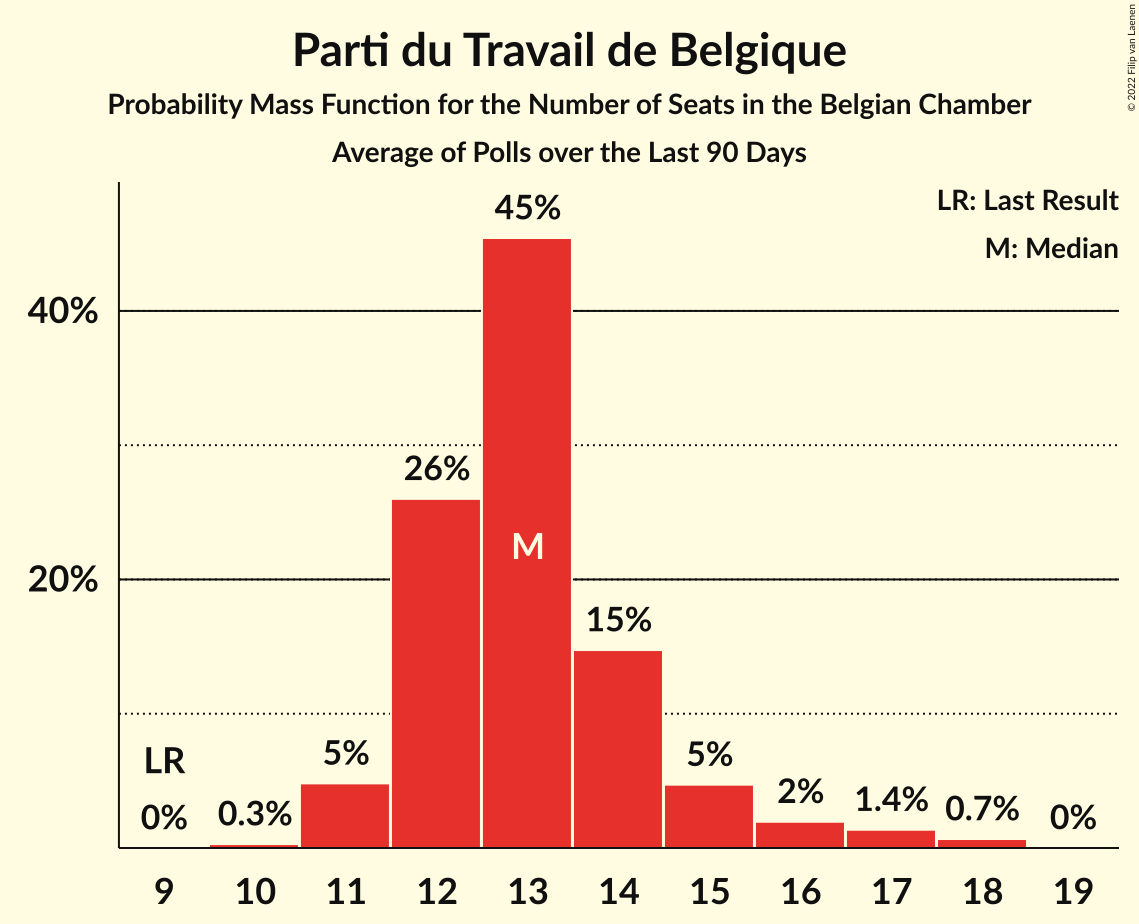 Parti du Travail de Belgique
Probability Mass Function for the Number of Seats in the Belgian Chamber
Average of Polls over the Last 90 Days
© 2022 Filip van Laenen
LR: Last Result
M: Median
45%
40%
26%
M
20%
15%
LR
5%
5%
0%
0.3%
2%
1.4%
0.7%
0%
9 10 11 12 13 14 15 16 17 18 19